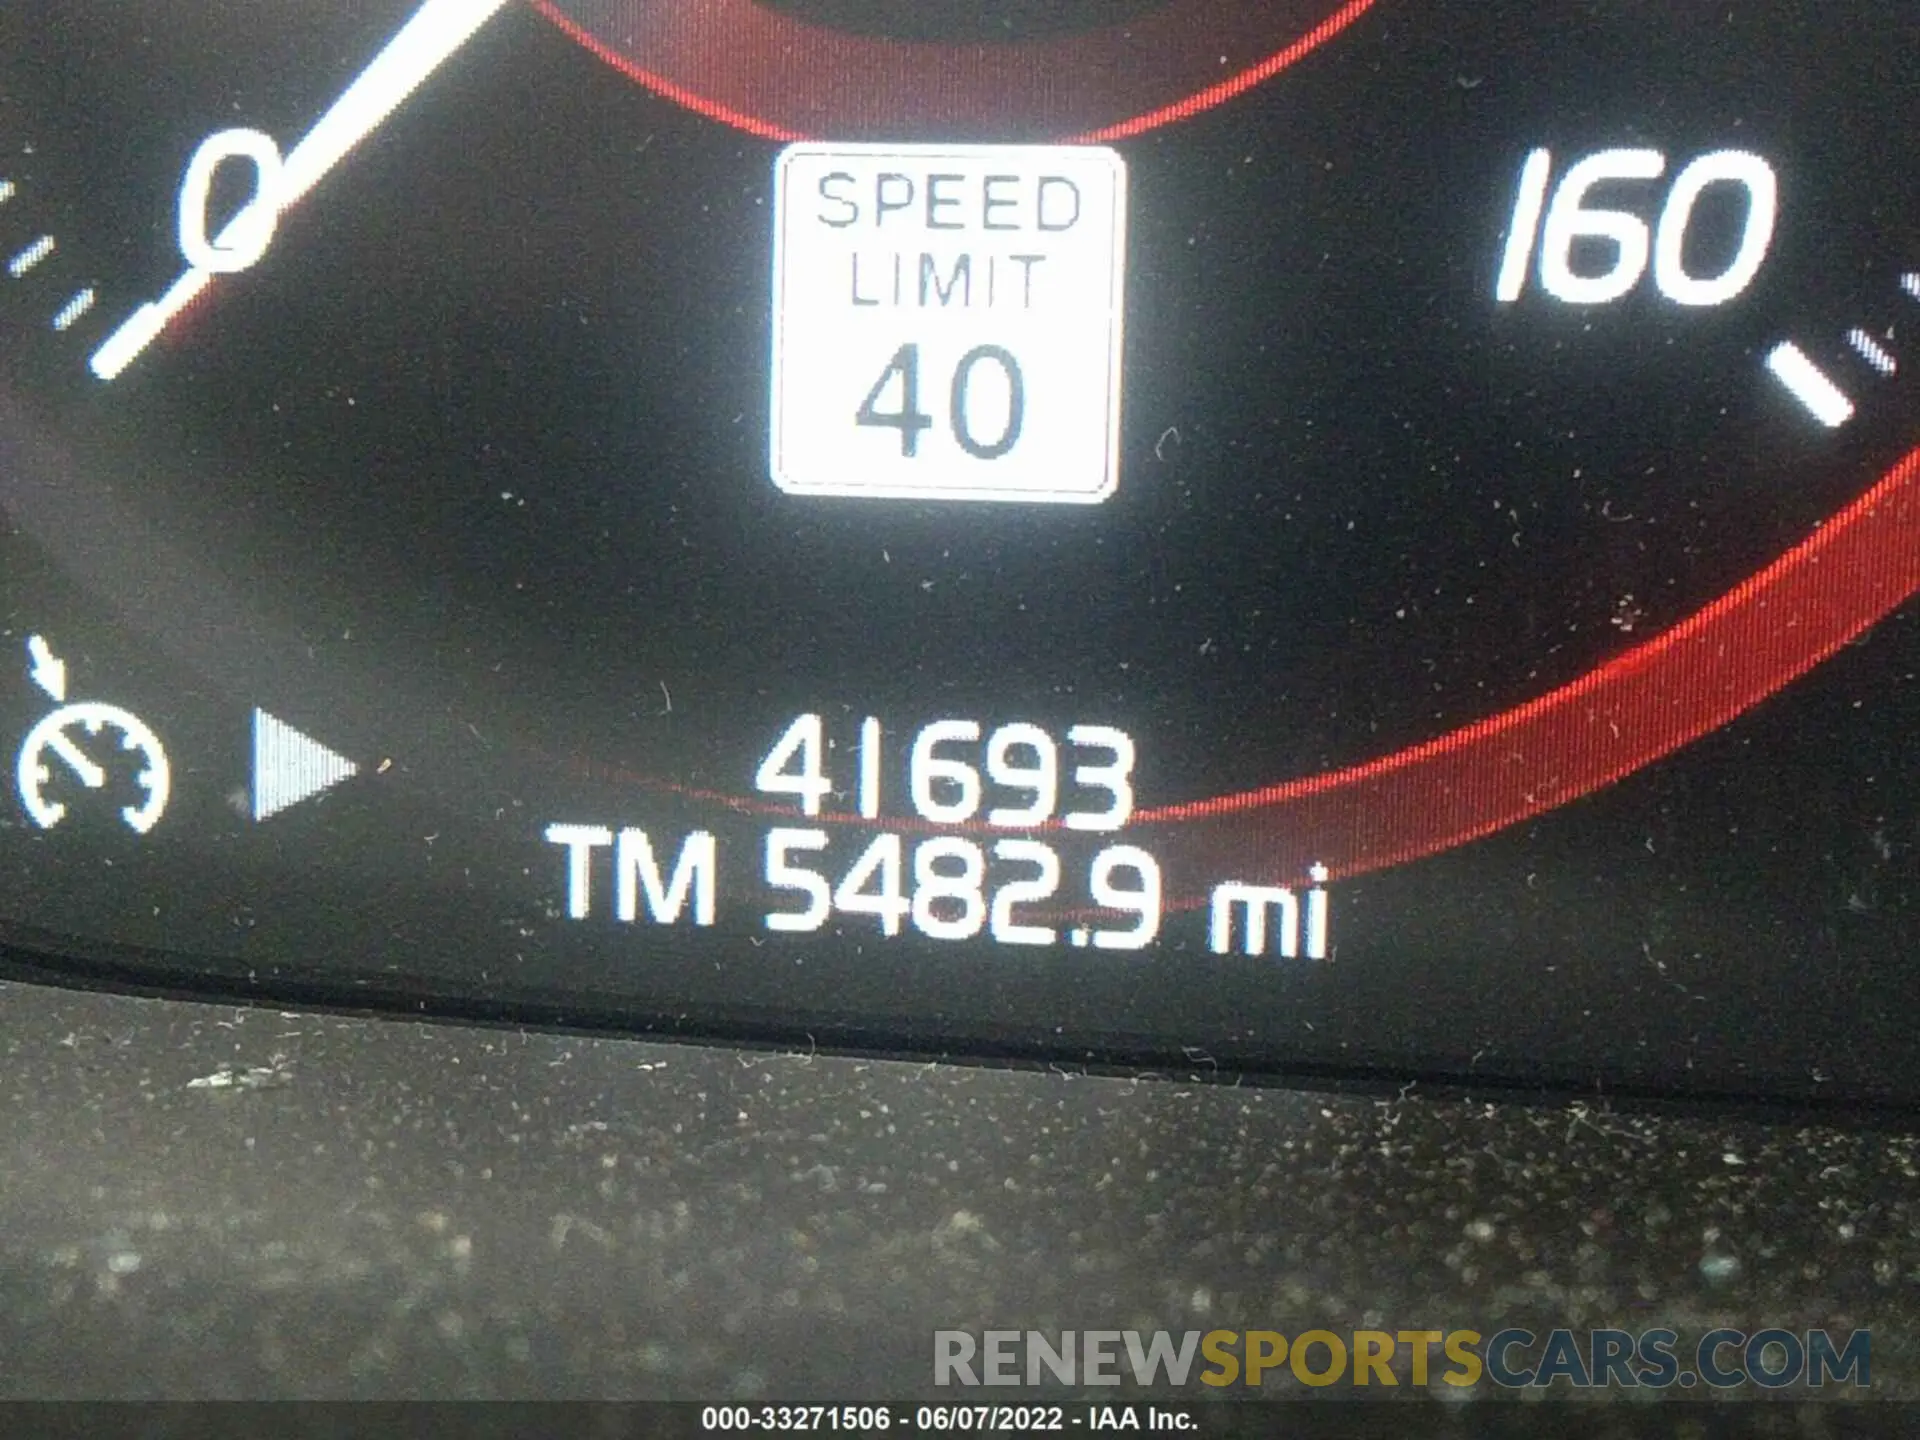 0
160
SPEED
LIMIT
40
41693
TM 5482.9 mi
RENEWSPORTSCARS.COM
000-33271506 - 06/07/2022 - IAA Inc.